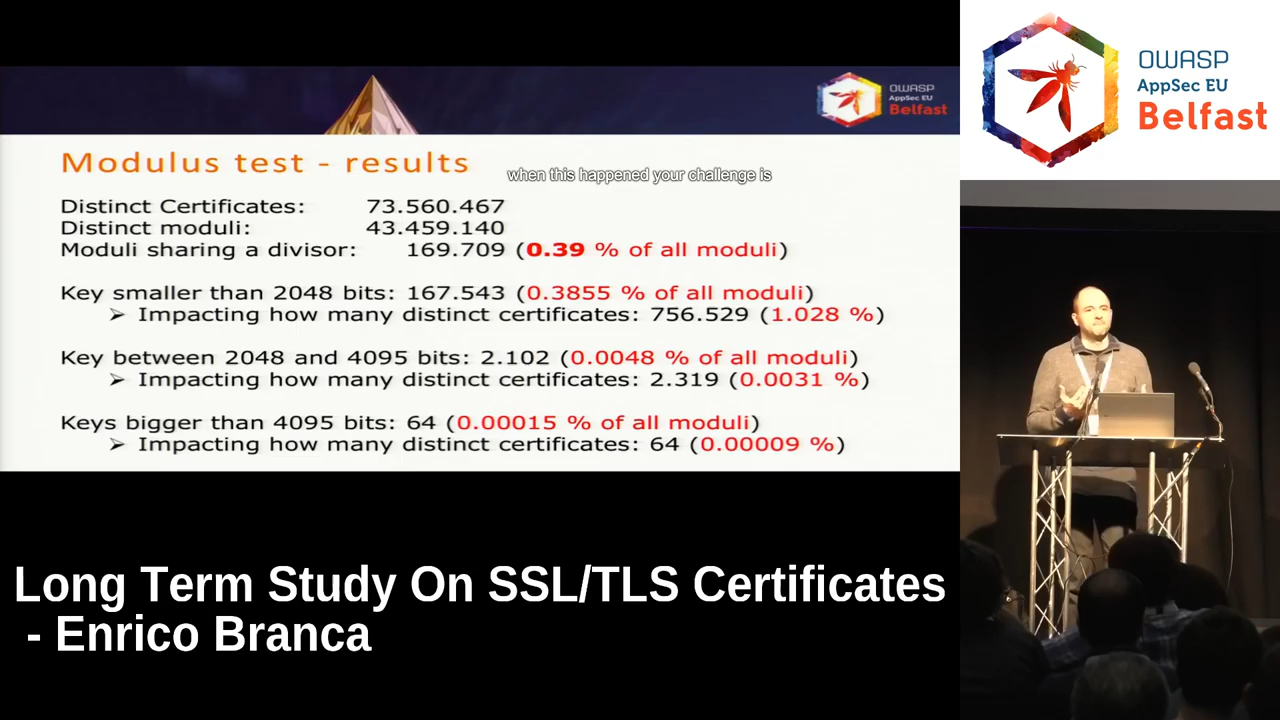 OWASP
AppSec EU
Belfast
OWASP
AppSec EU
Belfast
Modulus test - results
when this happened your challenge is
Distinct Certificates: 73.560.467
Distinct moduli: 43.459.140
Moduli sharing a divisor: 169.709 (0.39 % of all moduli)
Key smaller than 2048 bits: 167.543 (0.3855 % of all moduli)
➢ Impacting how many distinct certificates: 756.529 (1.028 %)
Key between 2048 and 4095 bits: 2.102 (0.0048 % of all moduli)
➢ Impacting how many distinct certificates: 2.319 (0.0031 %)
Keys bigger than 4095 bits: 64 (0.00015 % of all moduli)
➢ Impacting how many distinct certificates: 64 (0.00009 %)
Long Term Study On SSL/TLS Certificates
- Enrico Branca